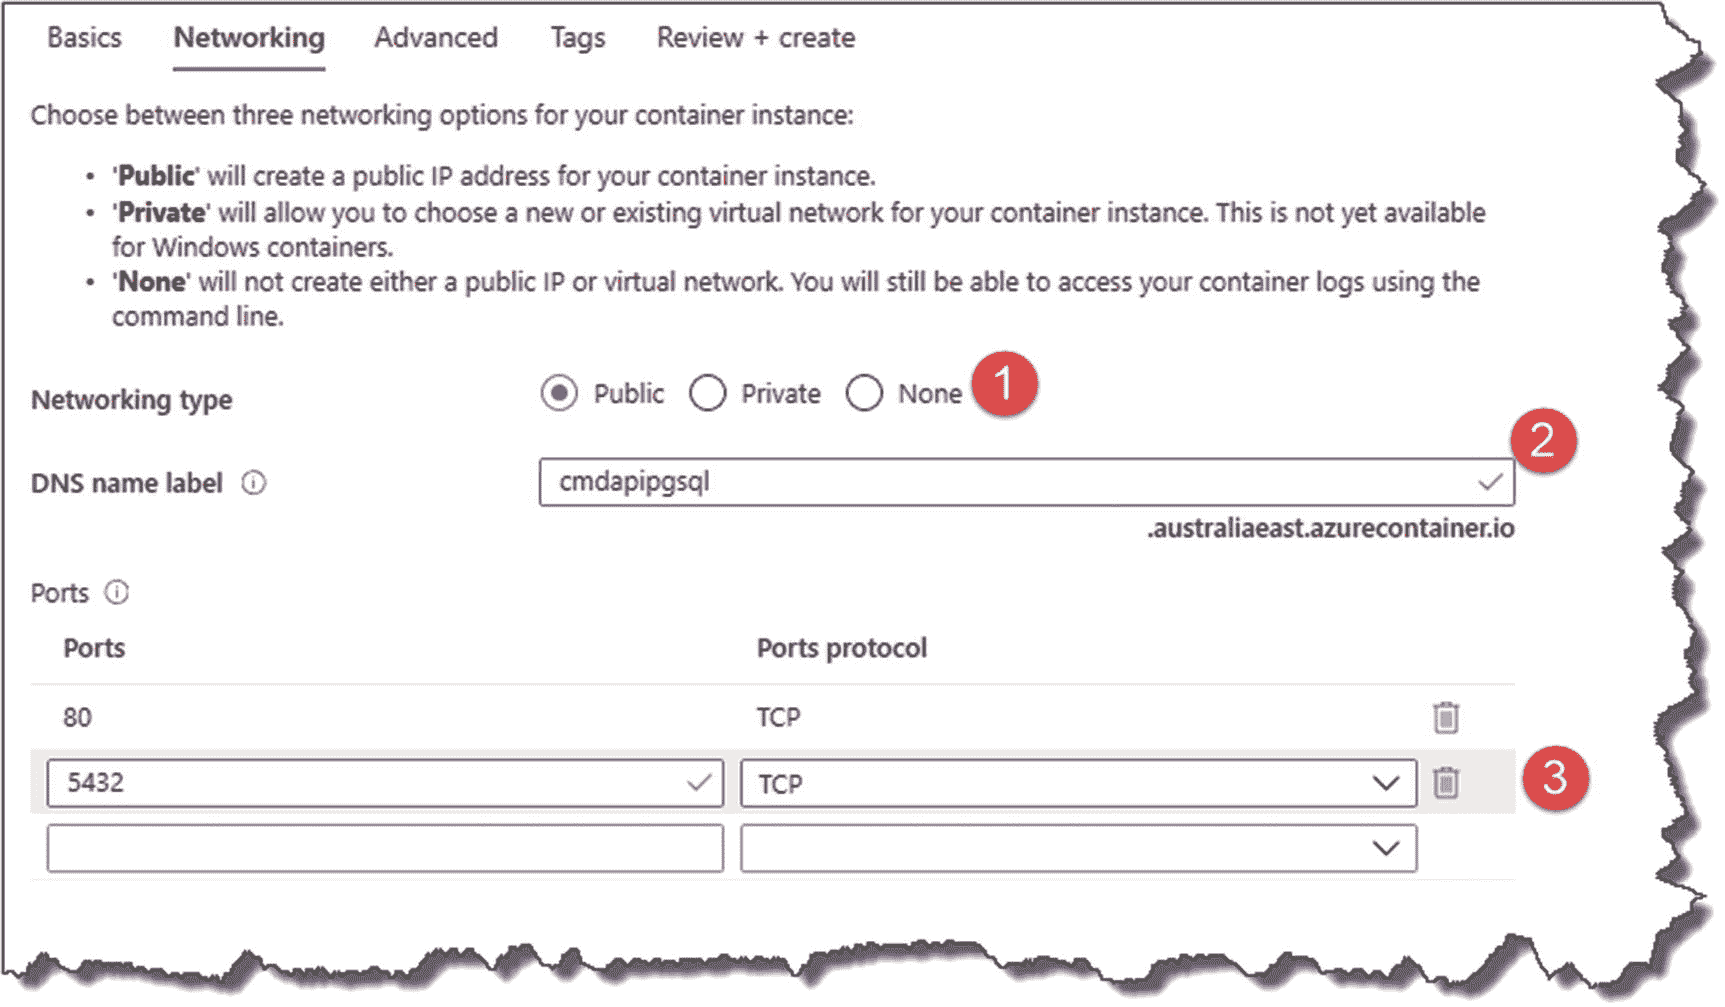 Basics Networking Advanced Tags Review + create
Choose between three networking options for your container instance:
• 'Public' will create a public IP address for your container instance.
• 'Private' will allow you to choose a new or existing virtual network for your container instance. This is not yet available
for Windows containers.
• 'None' will not create either a public IP or virtual network. You will still be able to access your container logs using the
command line.
Networking type Public Private None 1
2
DNS name label cmdapipgsql
.australiaeast.azurecontainer.io
Ports
Ports Ports protocol
80 TCP
5432 TCP 3